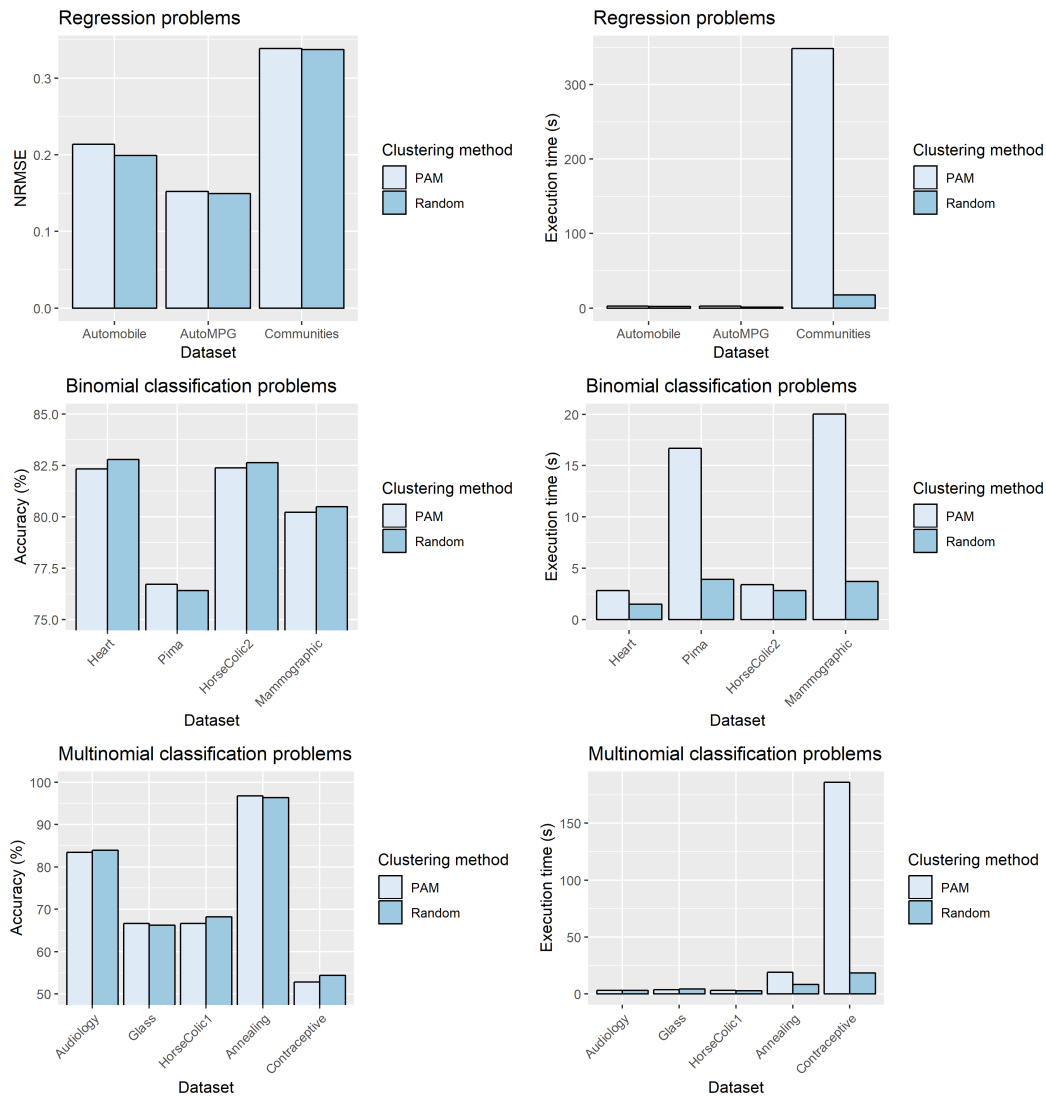 Regression problems
NRMSE
0.3
0.2
0.1
0.0
Automobile
AutoMPG
Communities
Dataset
Clustering method
PAM
Random
Regression problems
Execution time (s)
300
200
100
0
Automobile
AutoMPG
Communities
Dataset
Clustering method
PAM
Random
Binomial classification problems
Accuracy (%)
85.0
82.5
80.0
77.5
75.0
Heart
Pima
HorseColic2
Mammographic
Dataset
Clustering method
PAM
Random
Binomial classification problems
Execution time (s)
20
15
10
5
0
Heart
Pima
HorseColic2
Mammographic
Dataset
Clustering method
PAM
Random
Multinomial classification problems
Accuracy (%)
100
90
80
70
60
50
Audiology
Glass
HorseColic1
Annealing
Contraceptive
Dataset
Clustering method
PAM
Random
Multinomial classification problems
Execution time (s)
150
100
50
0
Audiology
Glass
HorseColic1
Annealing
Contraceptive
Dataset
Clustering method
PAM
Random